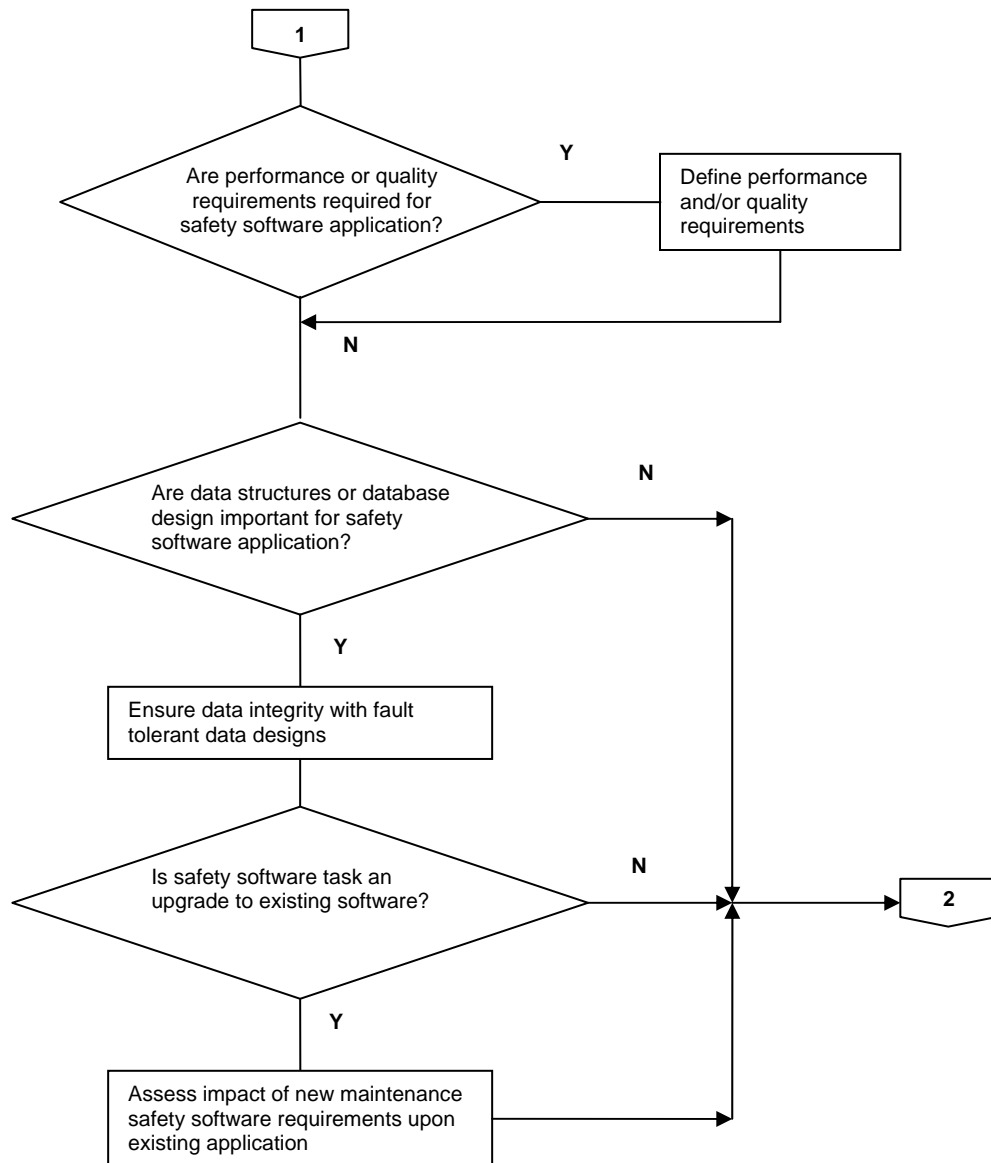 1
Are performance or quality
requirements required for
safety software application?
Y
Define performance
and/or quality
requirements
N
Are data structures or database
design important for safety
software application?
N
Y
Ensure data integrity with fault
tolerant data designs
Is safety software task an
upgrade to existing software?
N
2
Y
Assess impact of new maintenance
safety software requirements upon
existing application